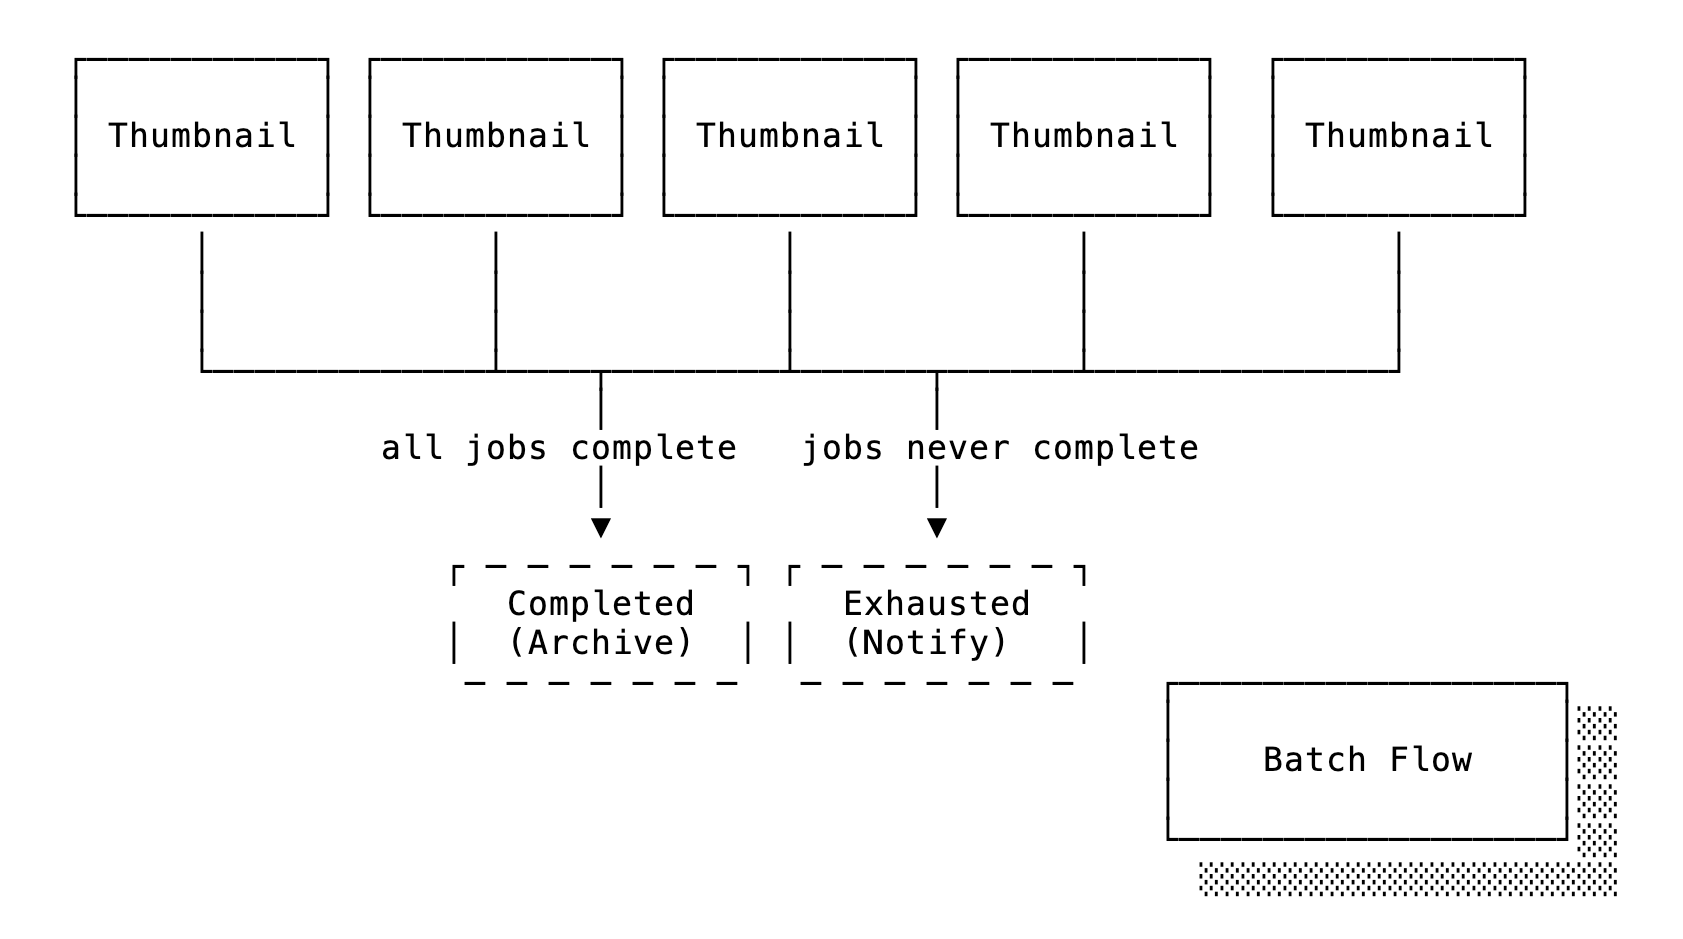 Thumbnail Thumbnail Thumbnail Thumbnail Thumbnail
all jobs complete jobs never complete
Completed
(Archive)
Exhausted
(Notify)
Batch Flow